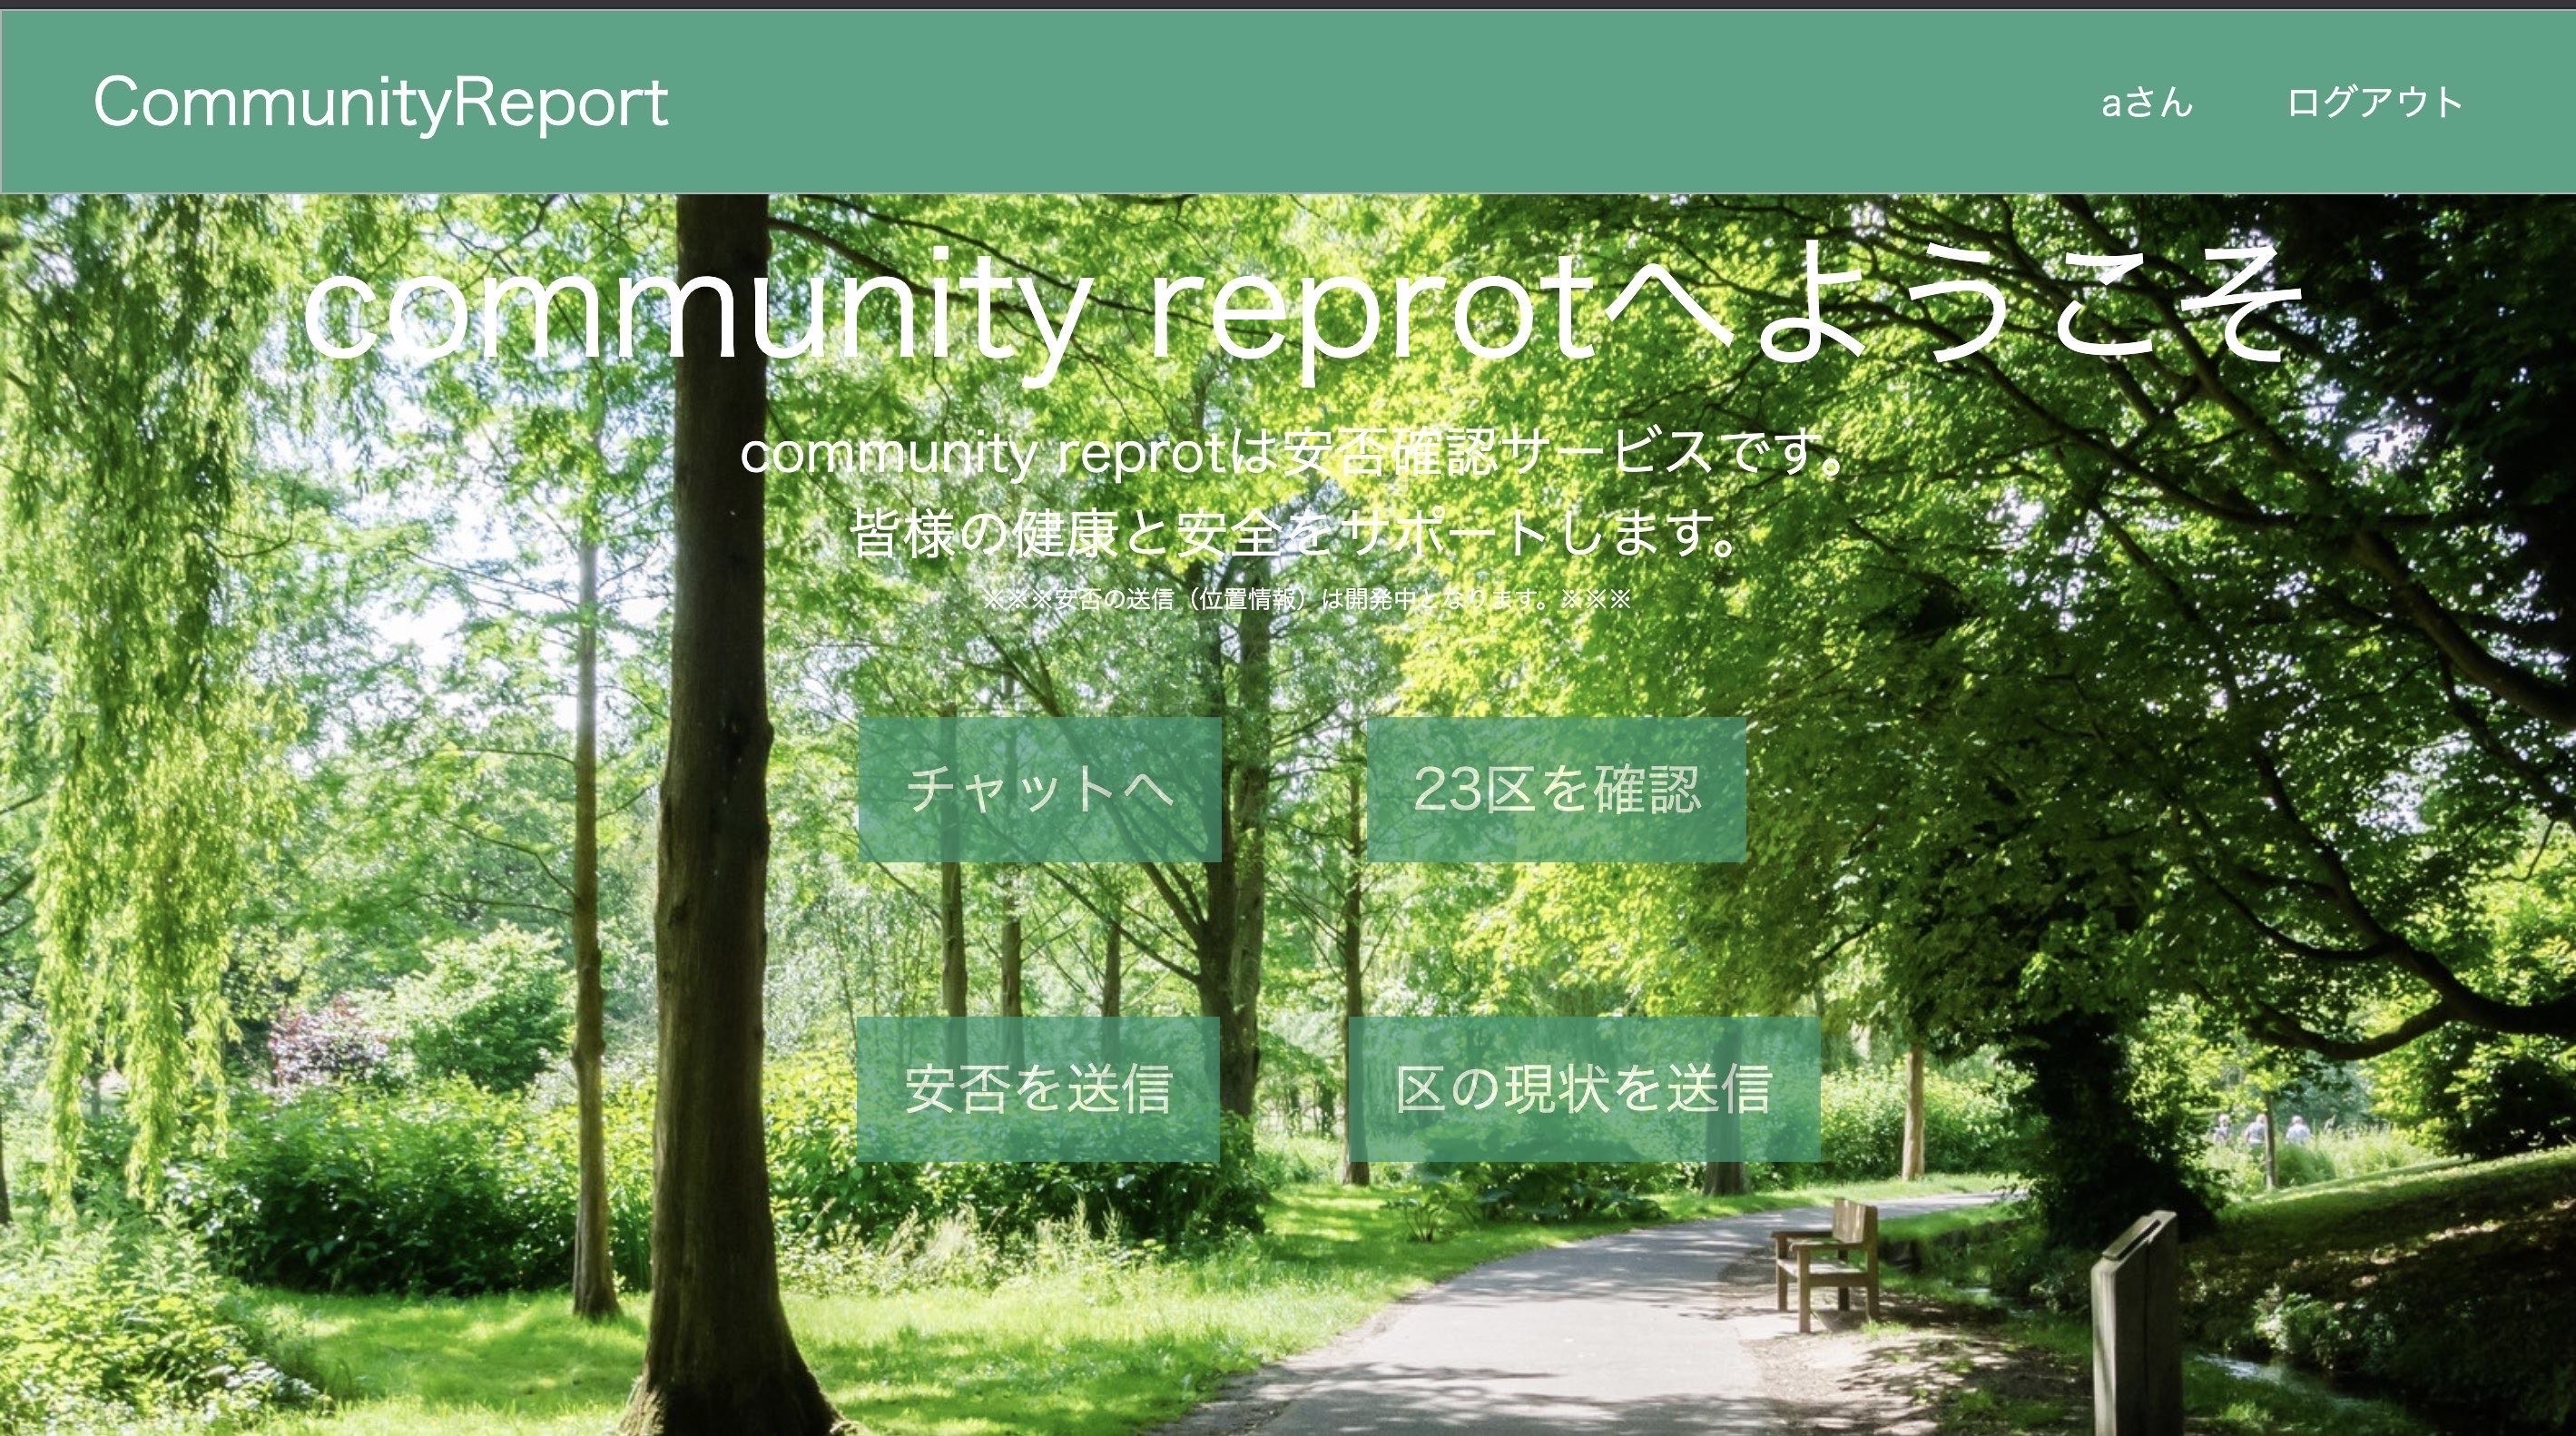 CommunityReport
aさん ログアウト
community reprotへようこそ
community reprotは安否確認サービスです。
皆様の健康と安全をサポートします。
※※※安否の送信（位置情報）は開発中となります。※※※
チャットへ 23区を確認
安否を送信 区の現状を送信